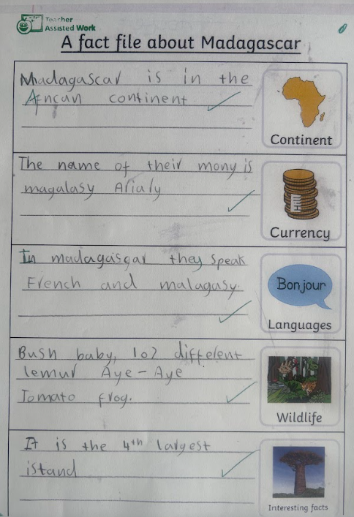 Teacher
Assisted Work
A fact file about Madagascar
Madagascar is in the
African continent
Continent
The name of their mony is
magalasy Ariary
Currency
In madagascar they speak
French and malagasy
Bonjour
Languages
Bush baby, 102 different
lemur Aye-Aye
Tomato frog.
Wildlife
It is the 4th largest
island
Interesting facts